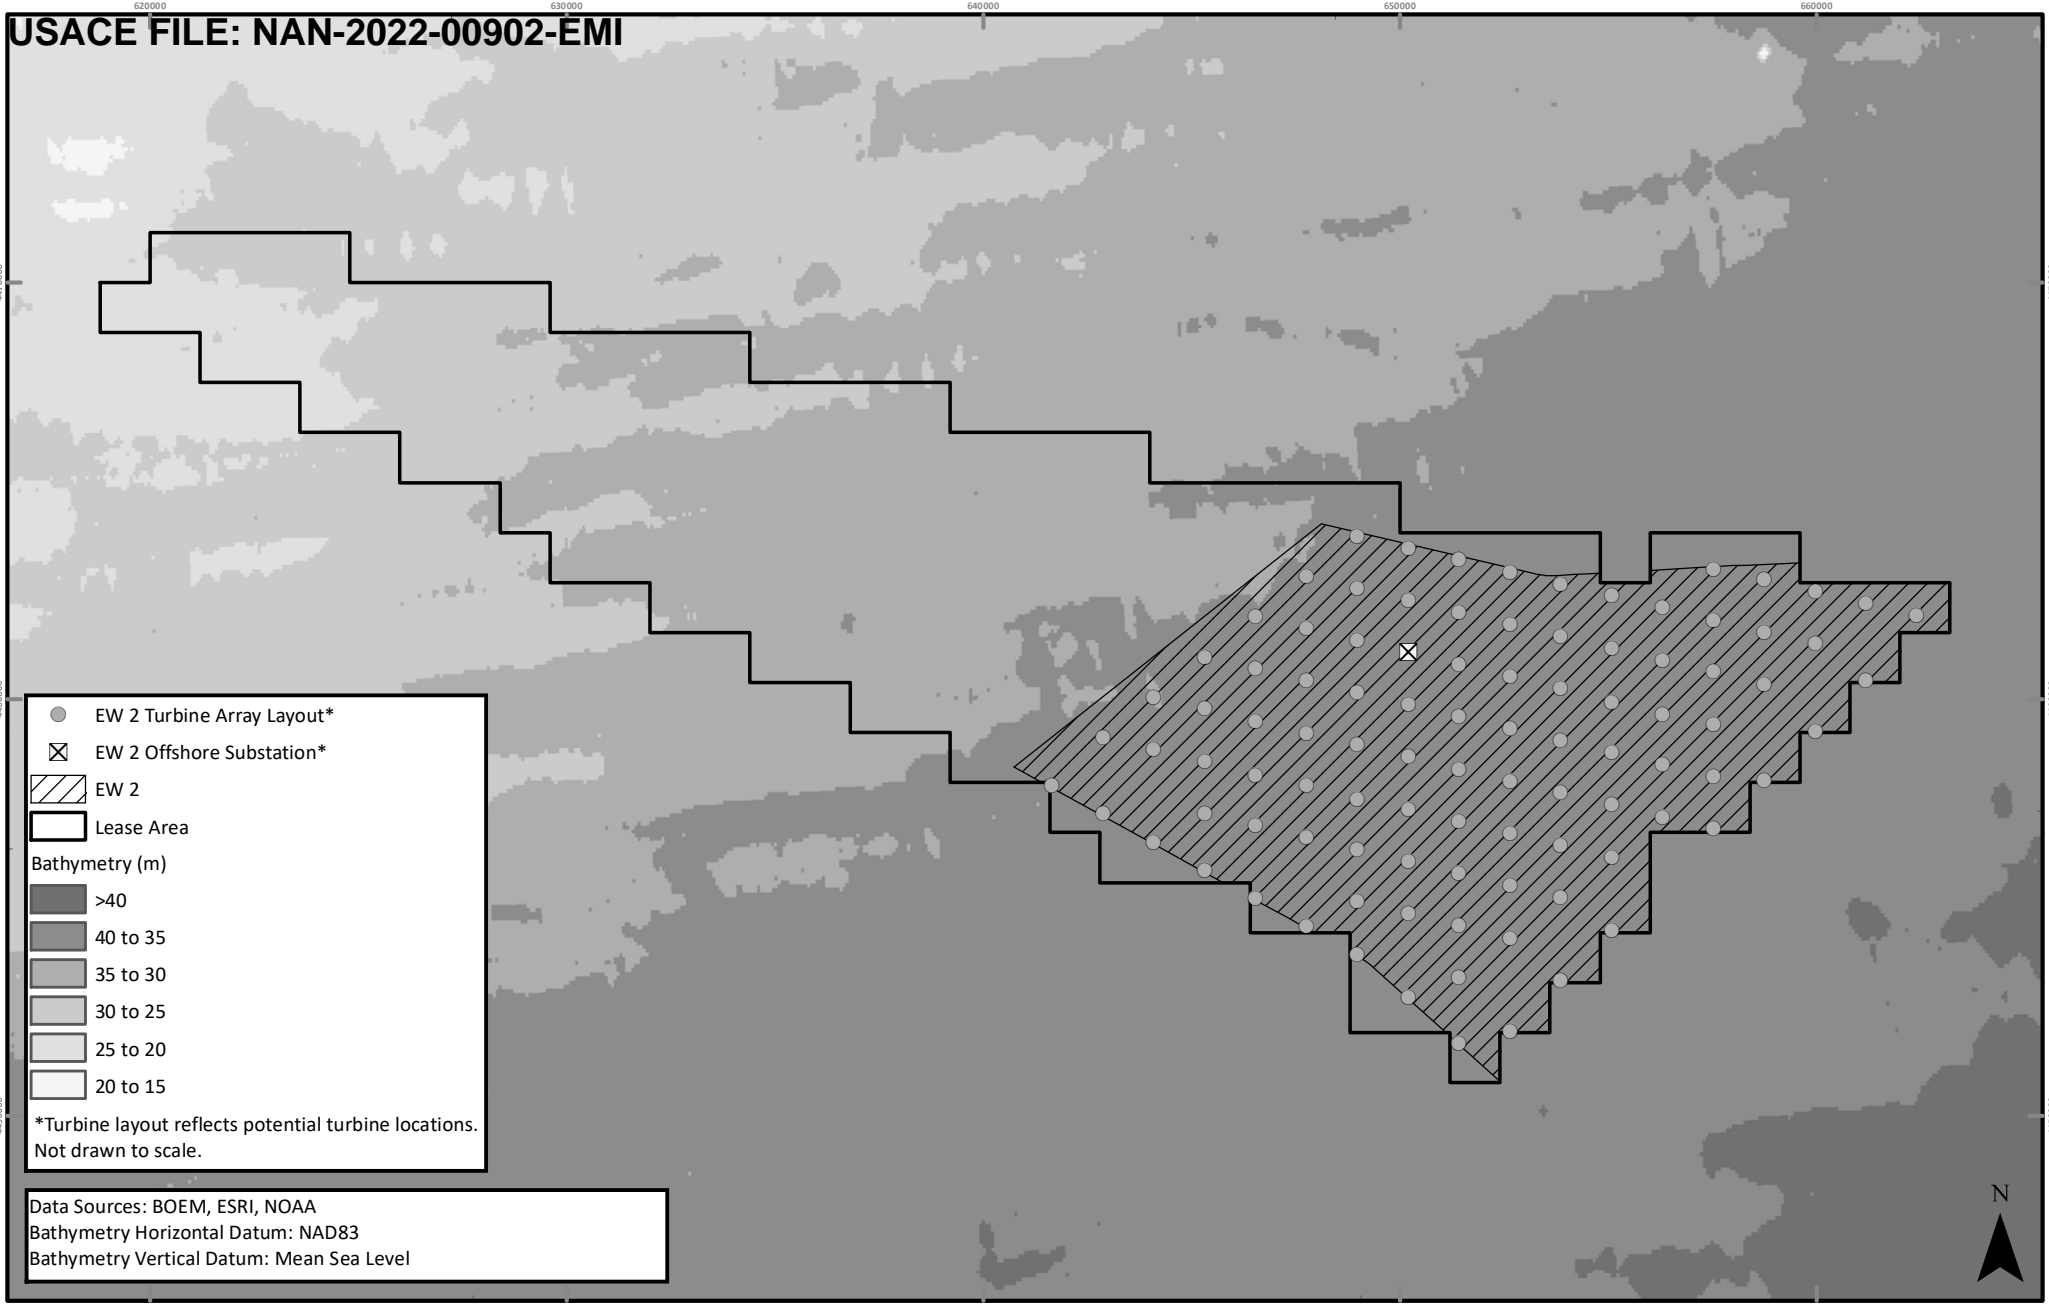 620000 630000 640000 650000 660000
USACE FILE: NAN-2022-00902-EMI
EW 2 Turbine Array Layout*
EW 2 Offshore Substation*
EW 2
Lease Area
Bathymetry (m)
>40
40 to 35
35 to 30
30 to 25
25 to 20
20 to 15
*Turbine layout reflects potential turbine locations.
Not drawn to scale.
Data Sources: BOEM, ESRI, NOAA
Bathymetry Horizontal Datum: NAD83
Bathymetry Vertical Datum: Mean Sea Level
N